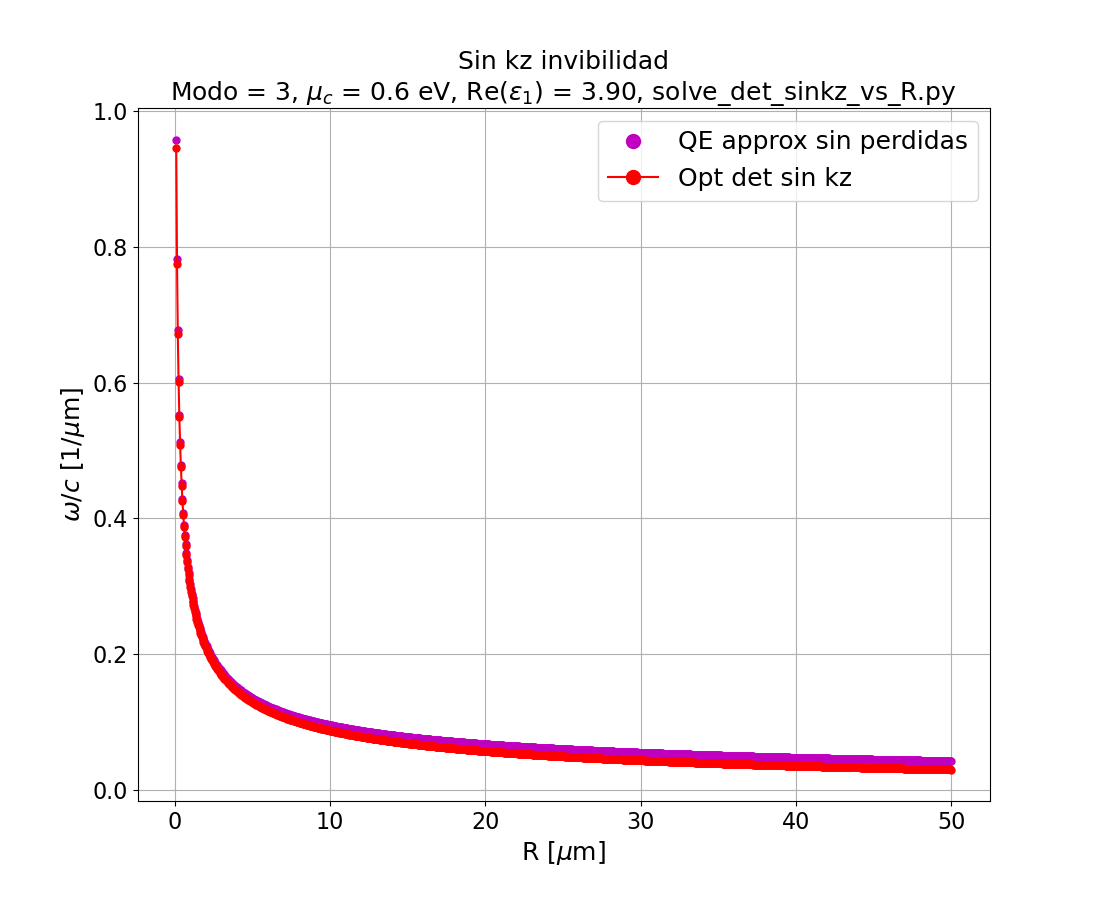 Sin kz invibilidad
Modo = 3, μc = 0.6 eV, Re(ε1) = 3.90, solve_det_sinkz_vs_R.py
QE approx sin perdidas
Opt det sin kz
1.0
0.8
0.6
0.4
0.2
0.0
ω/c [1/μm]
0 10 20 30 40 50
R [μm]